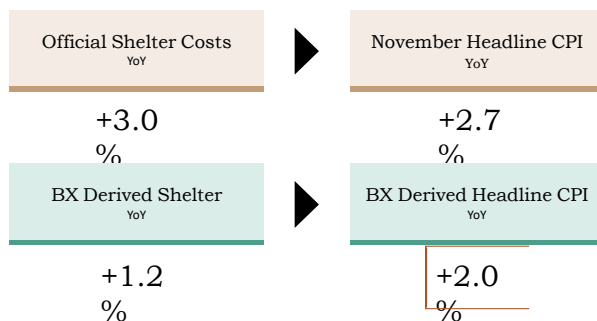 Official Shelter Costs
YoY
November Headline CPI
YoY
+3.0
%
+2.7
%
BX Derived Shelter
YoY
BX Derived Headline CPI
YoY
+1.2
%
+2.0
%